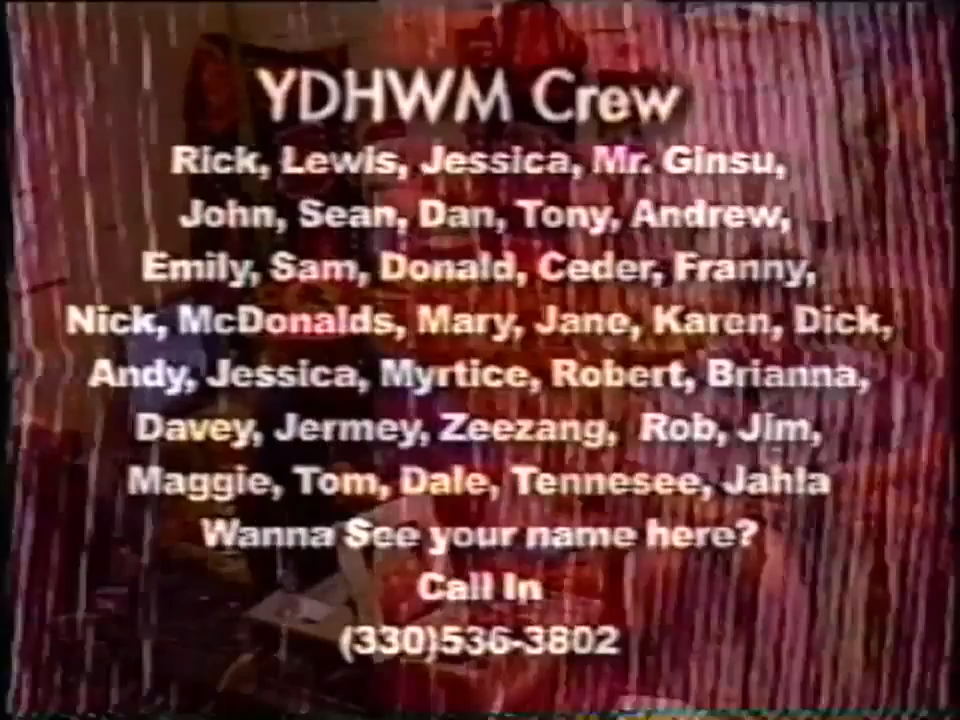 YDHWM Crew
Rick, Lewis, Jessica, Mr. Ginsu,
John, Sean, Dan, Tony, Andrew,
Emily, Sam, Donald, Ceder, Franny,
Nick, McDonalds, Mary, Jane, Karen, Dick,
Andy, Jessica, Myrtice, Robert, Brianna,
Davey, Jermey, Zeezang, Rob, Jim,
Maggie, Tom, Dale, Tennesee, Jahla
Wanna See your name here?
Call In
(330)536-3802